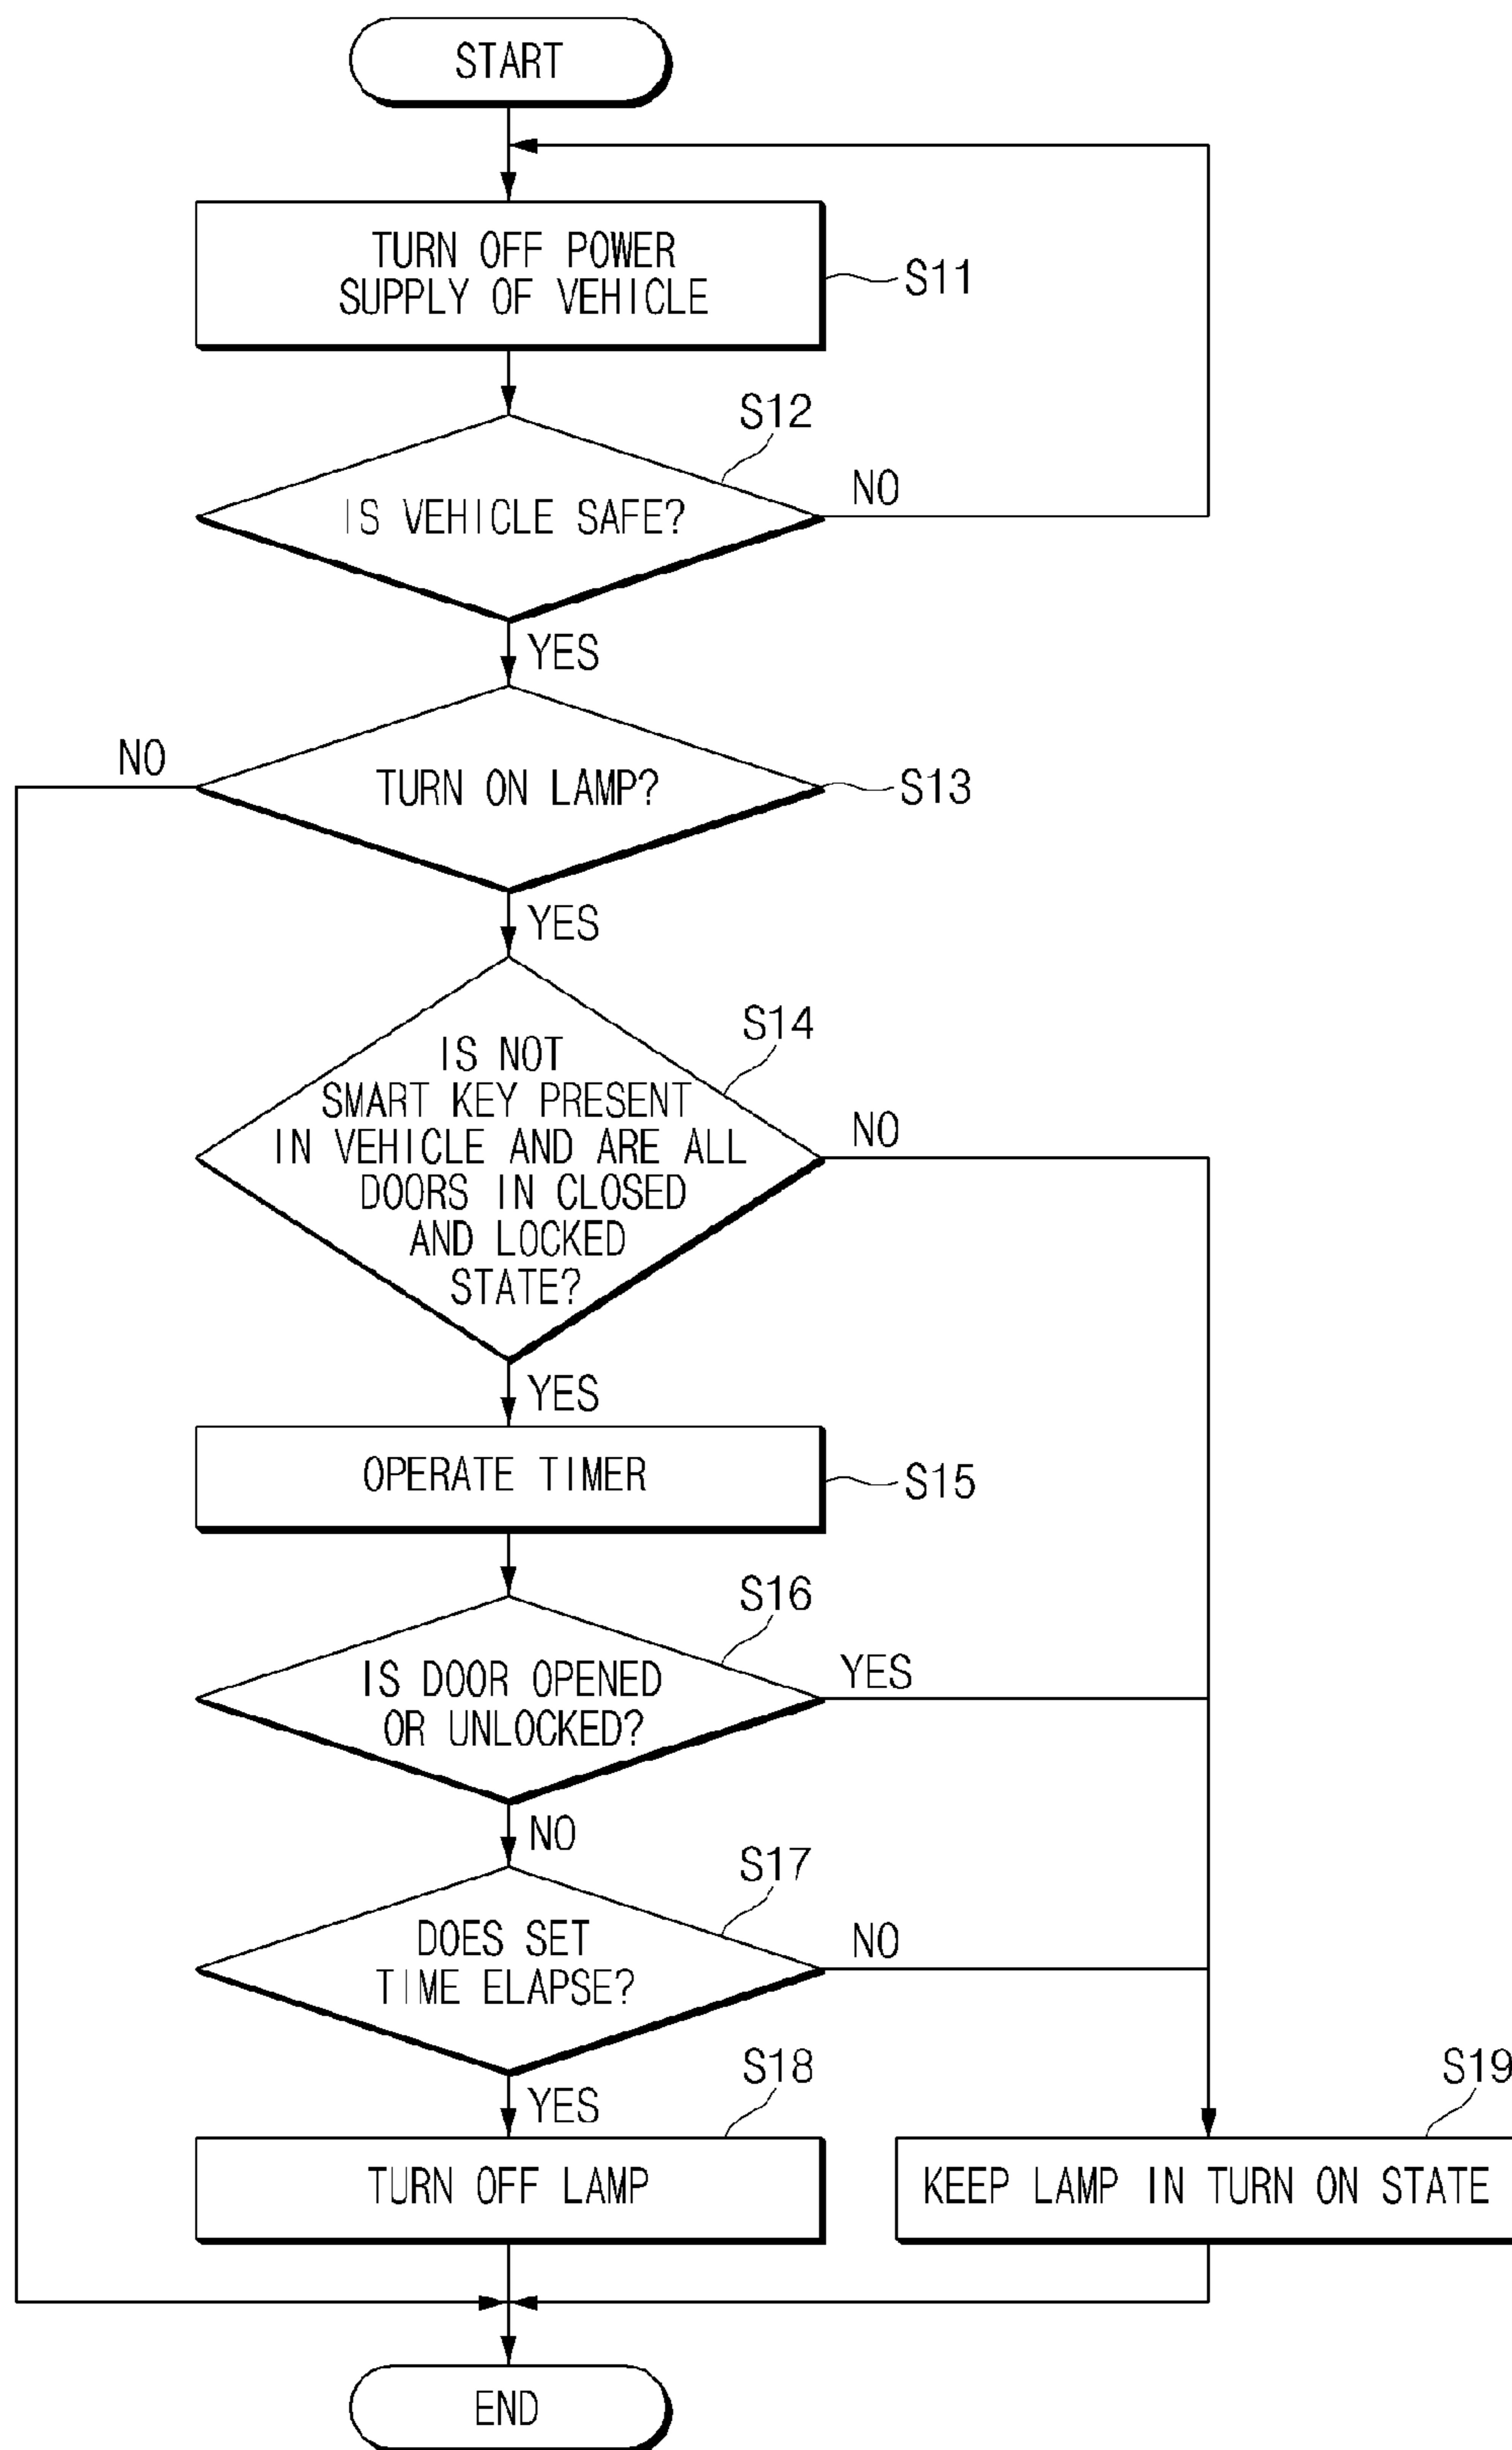 START
TURN OFF POWER
SUPPLY OF VEHICLE
S11
S12
IS VEHICLE SAFE?
NO
YES
NO
TURN ON LAMP?
S13
YES
S14
IS NOT
SMART KEY PRESENT
IN VEHICLE AND ARE ALL
DOORS IN CLOSED
AND LOCKED
STATE?
NO
YES
OPERATE TIMER
S15
S16
IS DOOR OPENED
OR UNLOCKED?
YES
NO
S17
DOES SET
TIME ELAPSE?
NO
YES
S18
S19
TURN OFF LAMP
KEEP LAMP IN TURN ON STATE
END